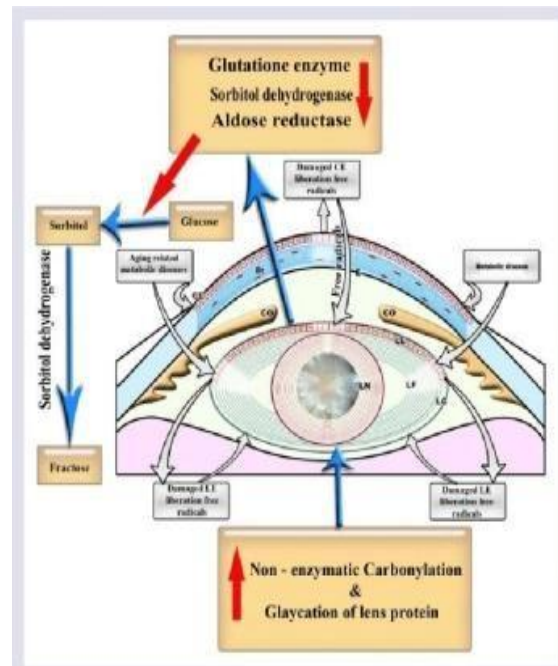 Glutatione enzyme
Sorbitol dehydrogenase
Aldose reductase
Damaged CE
liberation free
radicals
Sorbitol
Glucose
Aging related
metabolic diseases
Metabolic disease
Free radicals
Sorbitol dehydrogenase
CO
CO
LN
LF
LC
Fractose
Damaged LE
liberation free
radicals
Damaged LE
liberation free
radicals
Non - enzymatic Carbonylation
&
Glaycation of lens protein